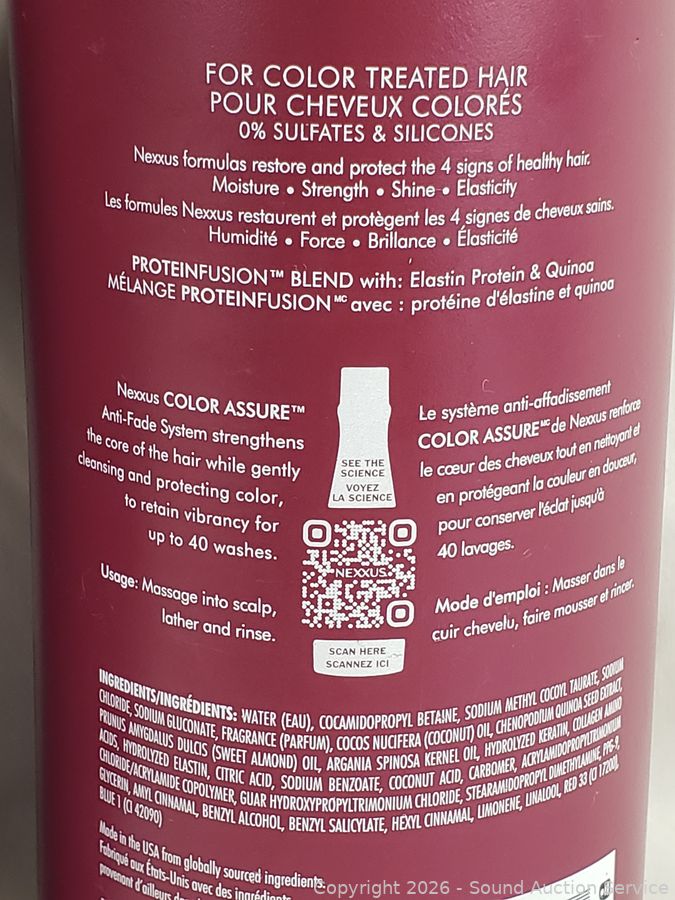 FOR COLOR TREATED HAIR
POUR CHEVEUX COLORÉS
0% SULFATES & SILICONES
Nexxus formulas restore and protect the 4 signs of healthy hair.
Moisture • Strength • Shine • Elasticity
Les formules Nexxus restaurent et protègent les 4 signes de cheveux sains.
Humidité • Force • Brillance • Élasticité
PROTEINFUSION™ BLEND with: Elastin Protein & Quinoa
MÉLANGE PROTEINFUSION MC avec : protéine d'élastine et quinoa
Nexxus COLOR ASSURE™
Anti-Fade System strengthens
the core of the hair while gently
cleansing and protecting color,
to retain vibrancy for
up to 40 washes.
Usage: Massage into scalp,
lather and rinse.
SEE THE
SCIENCE
VOYEZ
LA SCIENCE
NEXXUS
SCAN HERE
SCANNEZ ICI
Le système anti-affadissement
COLOR ASSURE MC de Nexxus renforce
le cœur des cheveux tout en nettoyant et
en protégeant la couleur en douceur,
pour conserver l'éclat jusqu'à
40 lavages.
Mode d'emploi : Masser dans le
cuir chevelu, faire mousser et rincer.
INGREDIENTS/INGRÉDIENTS: WATER (EAU), COCAMIDOPROPYL BETAINE, SODIUM METHYL COCOYL TAURATE, SODIUM
CHLORIDE, SODIUM GLUCONATE, FRAGRANCE (PARFUM), COCOS NUCIFERA (COCONUT) OIL, CHENOPODIUM QUINOA SEED EXTRACT,
PRUNUS AMYGDALUS DULCIS (SWEET ALMOND) OIL, ARGANIA SPINOSA KERNEL OIL, HYDROLYZED KERATIN, COLLAGEN AMINO
ACIDS, HYDROLYZED ELASTIN, CITRIC ACID, SODIUM BENZOATE, COCONUT ACID, CARBOMER, ACRYLAMIDOPROPYLTRIMONIUM
CHLORIDE/ACRYLAMIDE COPOLYMER, GUAR HYDROXYPROPYLTRIMONIUM CHLORIDE, STEARAMIDOPROPYL DIMETHYLAMINE, PPG-9,
GLYCERIN, AMYL CINNAMAL, BENZYL ALCOHOL, BENZYL SALICYLATE, HEXYL CINNAMAL, LIMONENE, LINALOOL, RED 33 (CI 17200),
BLUE 1 (CI 42090)
Made in the USA from globally sourced ingredients.
Fabriqué aux États-Unis avec des ingrédients
provenant d'ailleurs
Copyright 2026 - Sound Auction Service